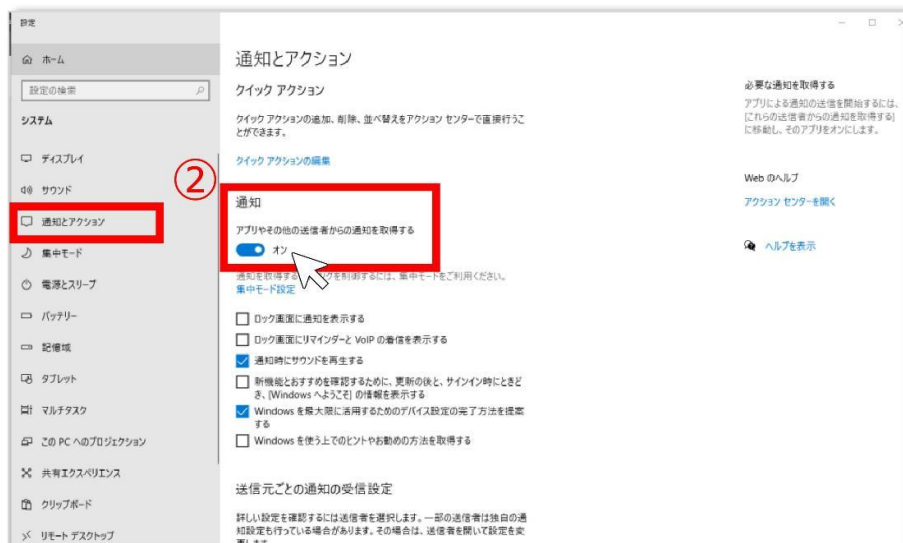 設定
ホーム
設定の検索
システム
ディスプレイ
サウンド
通知とアクション
集中モード
電源とスリープ
バッテリー
記憶域
タブレット
マルチタスク
この PC へのプロジェクション
共有エクスペリエンス
クリップボード
リモート デスクトップ
②
通知とアクション
クイック アクション
クイック アクションの追加、削除、並べ替えをアクション センターで直接行うこ
とができます。
クイック アクションの編集
通知
アプリやその他の送信者からの通知を取得する
オン
通知を取得する
を制御するには、集中モードをご利用ください。
集中モード設定
ロック画面に通知を表示する
ロック画面にリマインダーと VoIP の着信を表示する
通知時にサウンドを再生する
新機能とおすすめを確認するために、更新の後と、サインイン時にときど
き、[Windows へようこそ] の情報を表示する
Windows を最大限に活用するためのデバイス設定の完了方法を提案
する
Windows を使う上でのヒントやお勧めの方法を取得する
送信元ごとの通知の受信設定
詳しい設定を確認するには送信者を選択します。一部の送信者は独自の通
知設定も行っている場合があります。その場合は、送信者を開いて設定を変
更します。
必要な通知を取得する
アプリによる通知の送信を開始するには、
[これらの送信者からの通知を取得する]
に移動し、そのアプリをオンにします。
Web のヘルプ
アクション センターを開く
ヘルプを表示